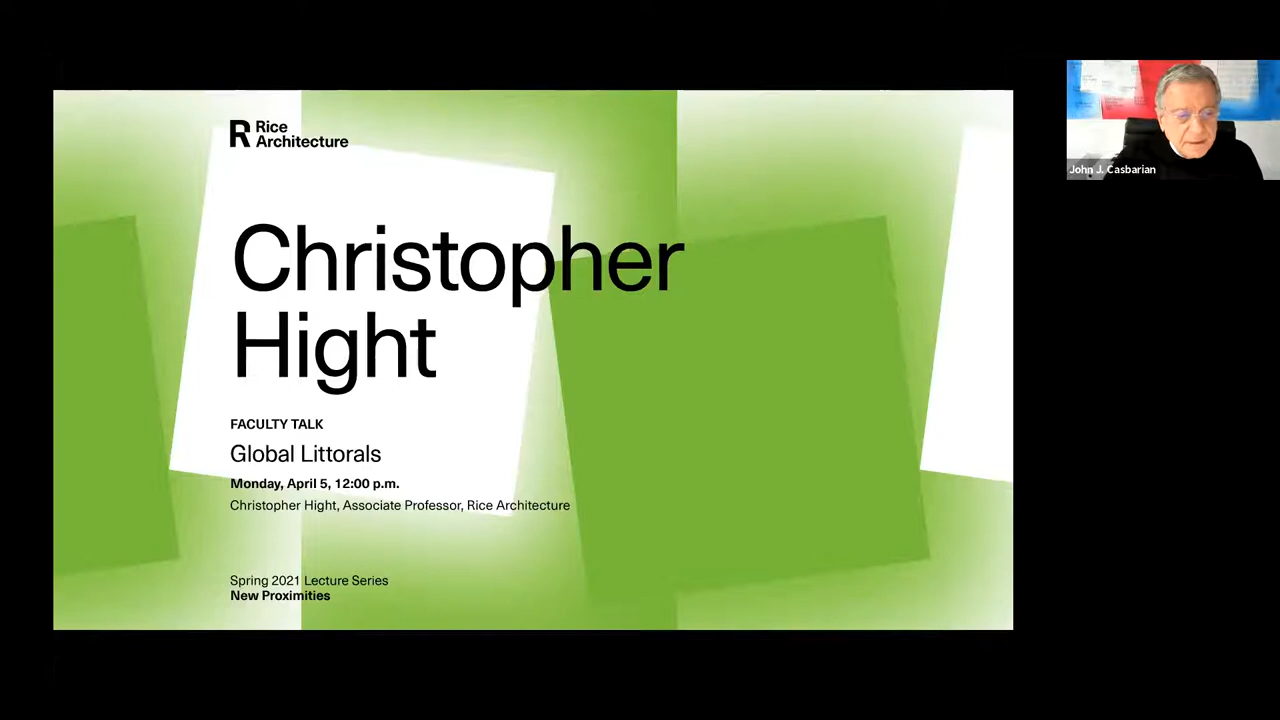 Rice
Architecture
Christopher
Hight
FACULTY TALK
Global Littorals
Monday, April 5, 12:00 p.m.
Christopher Hight, Associate Professor, Rice Architecture
Spring 2021 Lecture Series
New Proximities
John J. Casbarian